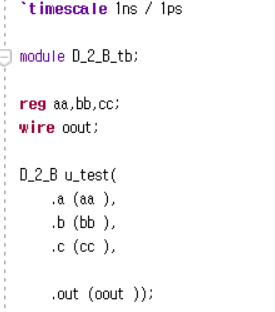 `timescale 1ns / 1ps
module D_2_B_tb;
reg aa,bb,cc;
wire oout;
D_2_B u_test(
.a (aa ),
.b (bb ),
.c (cc ),
.out (oout ));